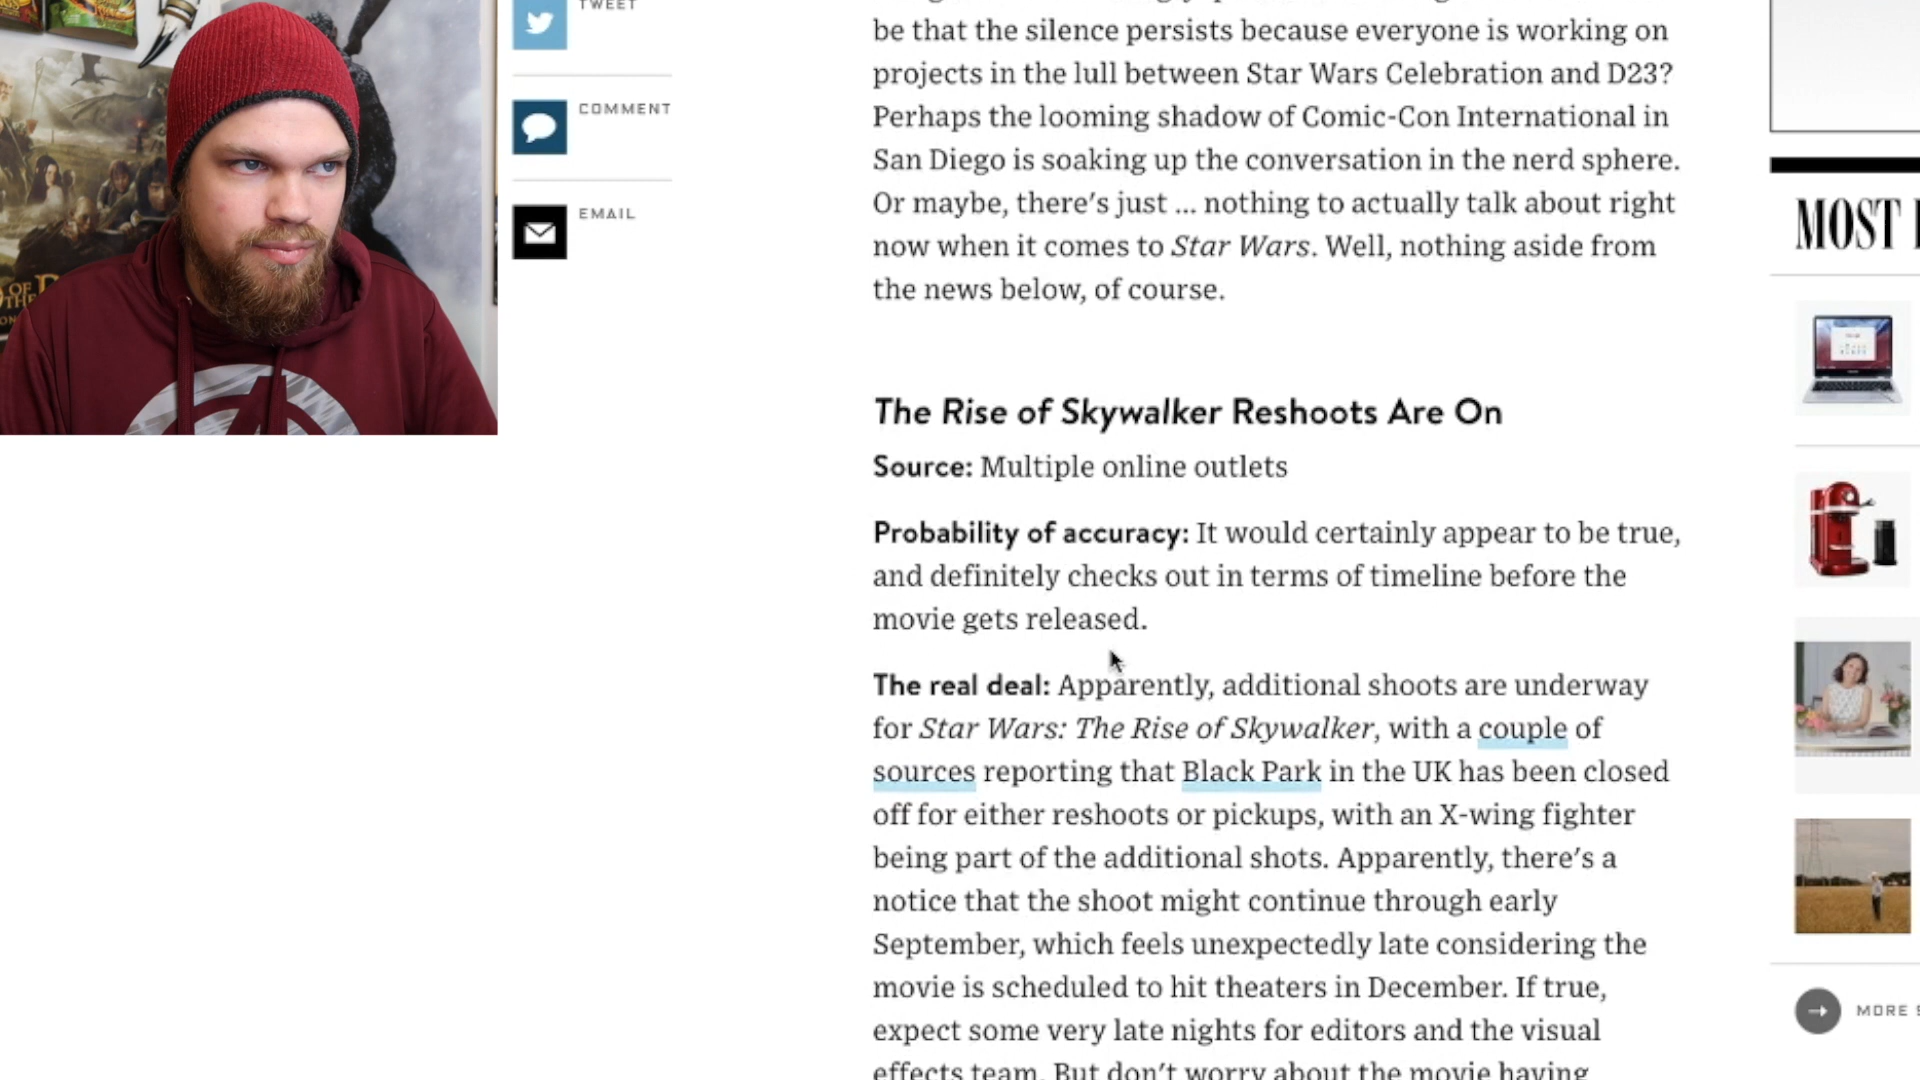 TWEET
COMMENT
EMAIL
be that the silence persists because everyone is working on
projects in the lull between Star Wars Celebration and D23?
Perhaps the looming shadow of Comic-Con International in
San Diego is soaking up the conversation in the nerd sphere.
Or maybe, there's just ... nothing to actually talk about right
now when it comes to Star Wars. Well, nothing aside from
the news below, of course.
The Rise of Skywalker Reshoots Are On
Source: Multiple online outlets
Probability of accuracy: It would certainly appear to be true,
and definitely checks out in terms of timeline before the
movie gets released.
The real deal: Apparently, additional shoots are underway
for Star Wars: The Rise of Skywalker, with a couple of
sources reporting that Black Park in the UK has been closed
off for either reshoots or pickups, with an X-wing fighter
being part of the additional shots. Apparently, there's a
notice that the shoot might continue through early
September, which feels unexpectedly late considering the
movie is scheduled to hit theaters in December. If true,
expect some very late nights for editors and the visual
effects team. But don't worry about the movie having
MOST
MORE
OF
THE